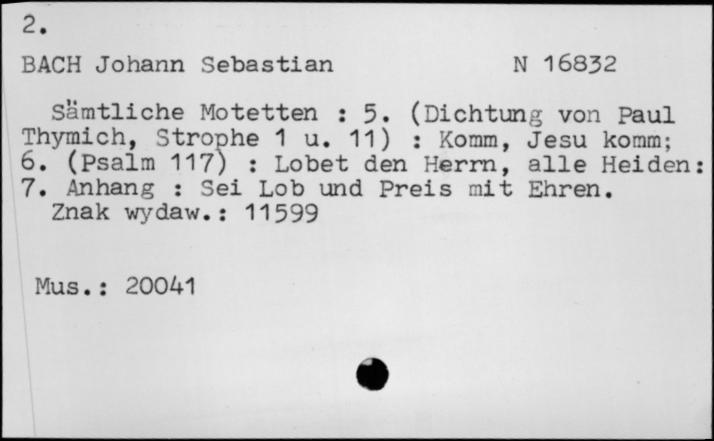 2.
BACH Johann Sebastian N 16832
Sämtliche Motetten : 5. (Dichtung von Paul
Thymich, Strophe 1 u. 11) : Komm, Jesu komm;
6. (Psalm 117) : Lobet den Herrn, alle Heiden:
7. Anhang : Sei Lob und Preis mit Ehren.
Znak wydaw.: 11599
Mus.: 20041